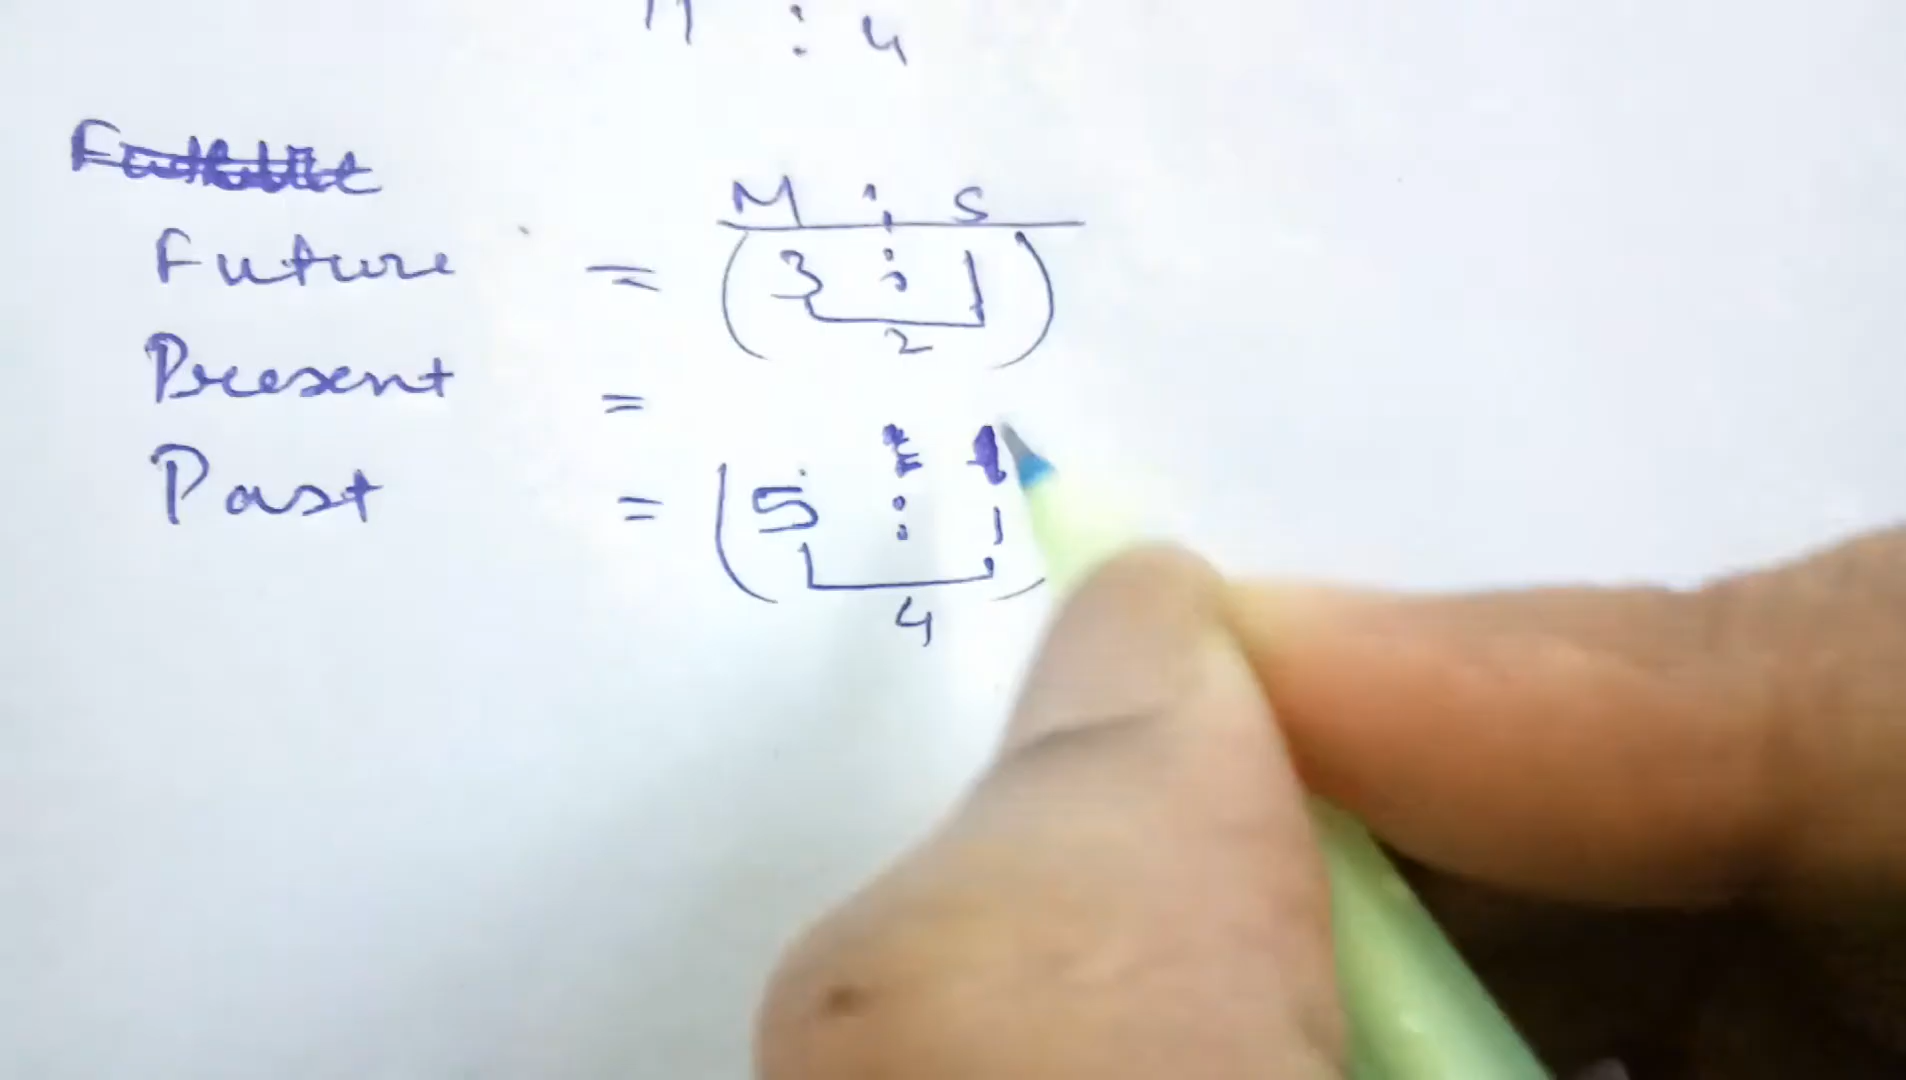 : 4
M : S
Future = (3 : 1)
2
Present =
Past = (5 : 1)
4